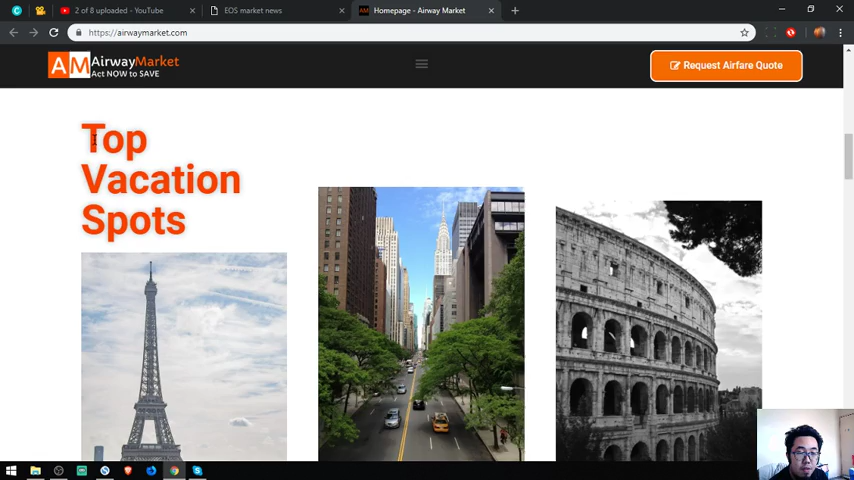 2 of 8 uploaded - YouTube
EOS market news
Homepage - Airway Market
https://airwaymarket.com
AM AirwayMarket
Act NOW to SAVE
Request Airfare Quote
Top
Vacation
Spots